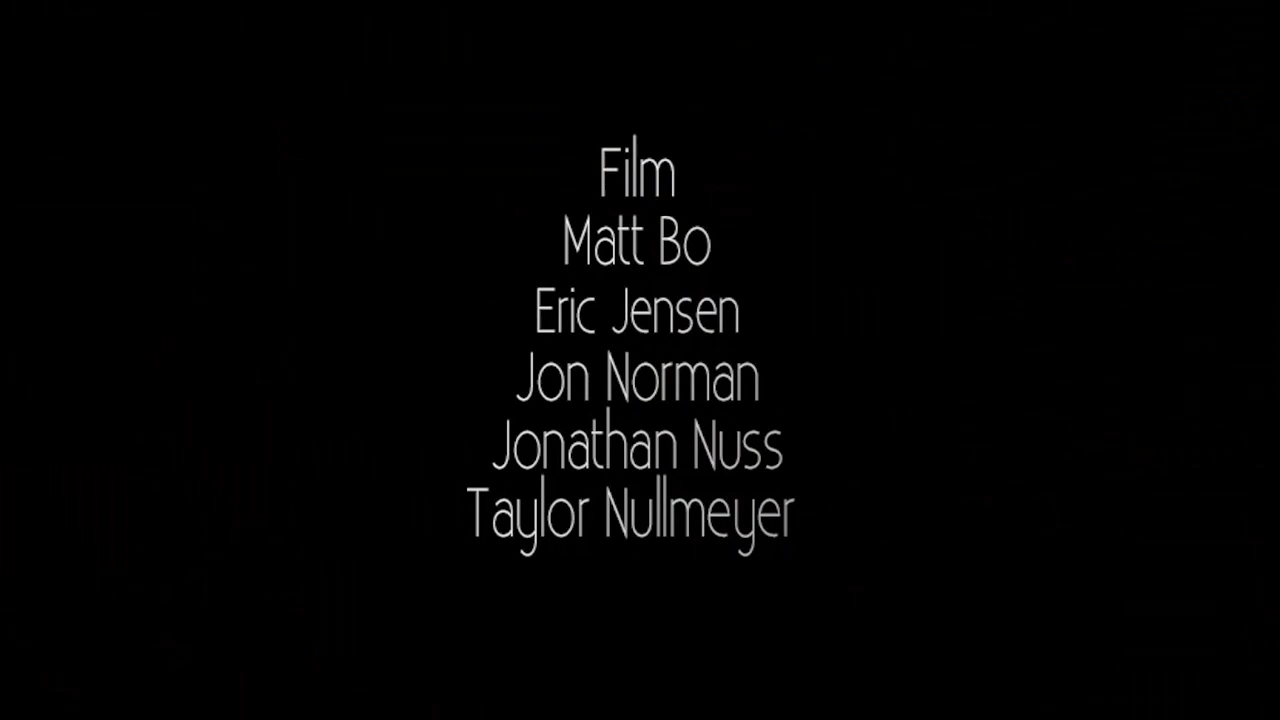 Film
Matt Bo
Eric Jensen
Jon Norman
Jonathan Nuss
Taylor Nullmeyer